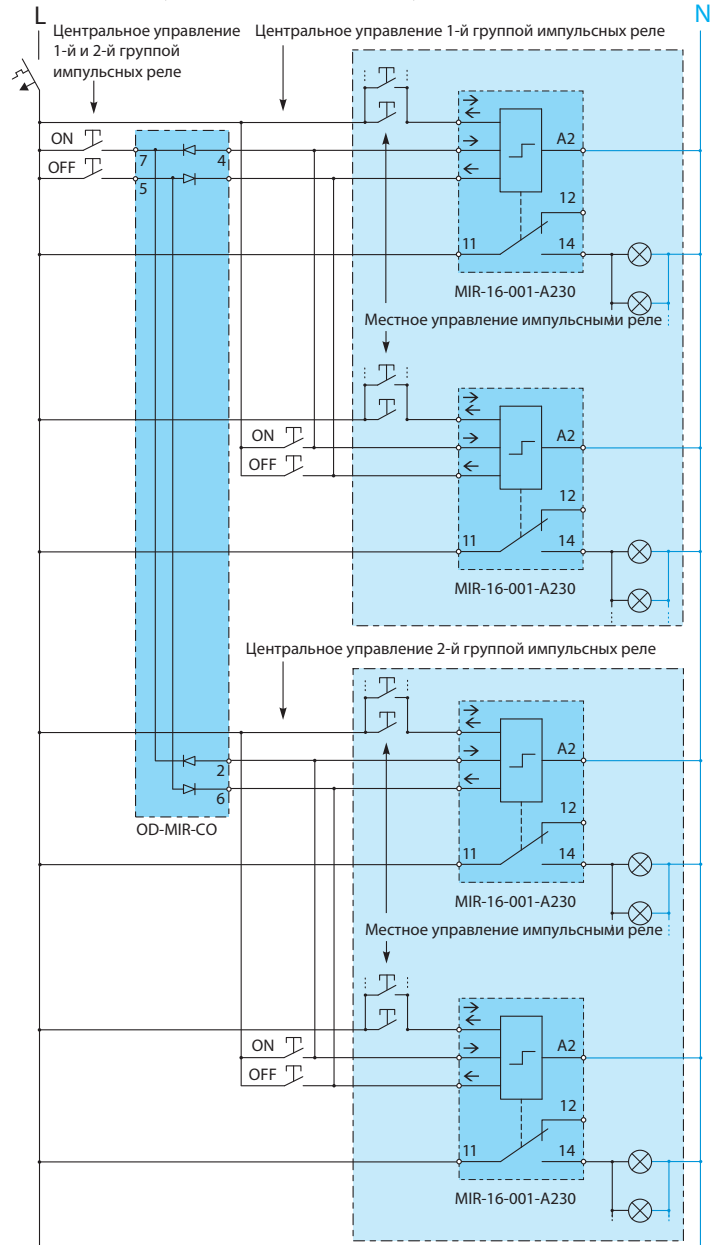 L
N
Центральное управление
1-й и 2-й группой
импульсных реле
Центральное управление 1-й группой импульсных реле
ON
OFF
7
4
5
A2
12
11
14
MIR-16-001-A230
Местное управление импульсными реле
ON
OFF
A2
12
11
14
MIR-16-001-A230
Центральное управление 2-й группой импульсных реле
2
6
OD-MIR-CO
A2
12
11
14
MIR-16-001-A230
Местное управление импульсными реле
ON
OFF
A2
12
11
14
MIR-16-001-A230